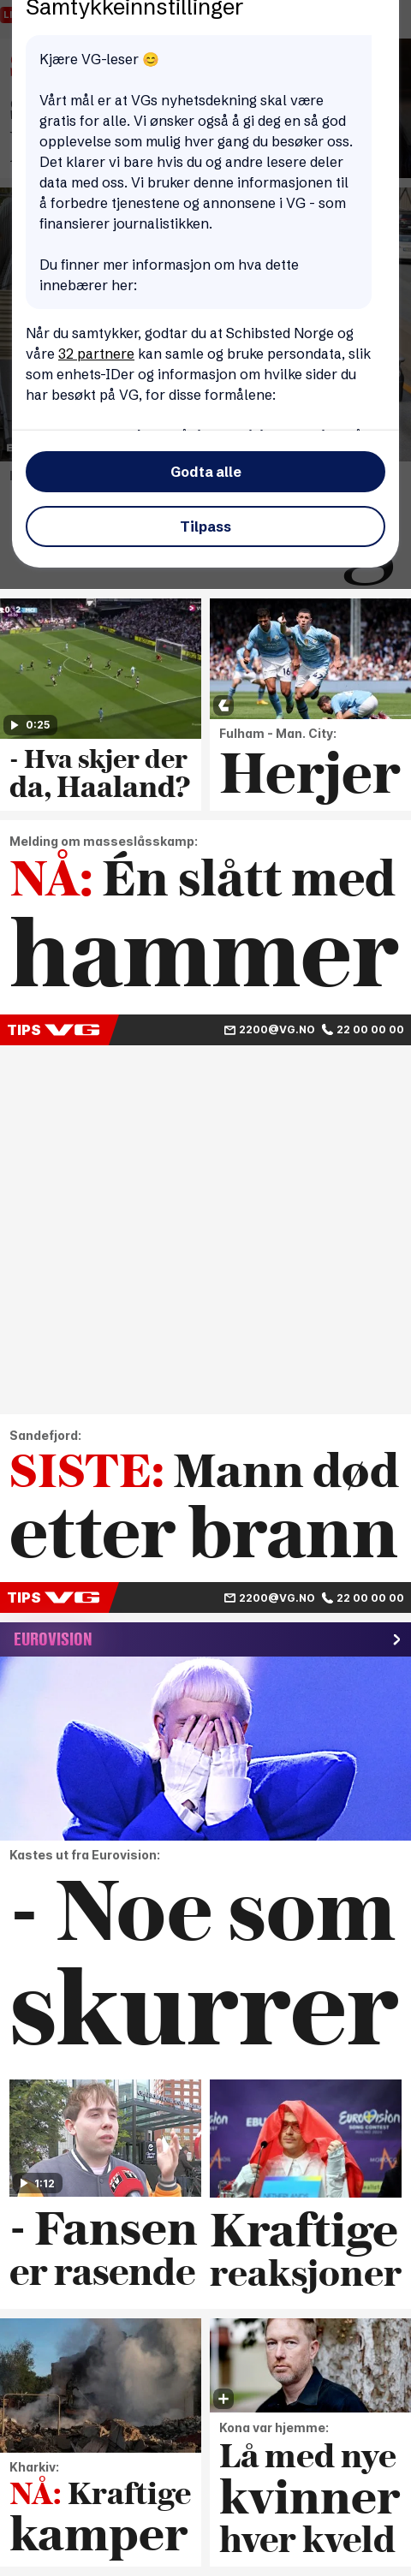 Samtykkeinnstillinger
Kjære VG-leser 😊
Vårt mål er at VGs nyhetsdekning skal være
gratis for alle. Vi ønsker også å gi deg en så god
opplevelse som mulig hver gang du besøker oss.
Det klarer vi bare hvis du og andre lesere deler
data med oss. Vi bruker denne informasjonen til
å forbedre tjenestene og annonsene i VG - som
finansierer journalistikken.
Du finner mer informasjon om hva dette
innebærer her:
Når du samtykker, godtar du at Schibsted Norge og
våre 32 partnere kan samle og bruke persondata, slik
som enhets-IDer og informasjon om hvilke sider du
har besøkt på VG, for disse formålene:
Godta alle
Tilpass
0:25
- Hva skjer der
da, Haaland?
Fulham - Man. City:
Herjer
Melding om masseslåsskamp:
NÅ: Én slått med
hammer
TIPS VG 2200@VG.NO 22 00 00 00
Sandefjord:
SISTE: Mann død
etter brann
TIPS VG 2200@VG.NO 22 00 00 00
EUROVISION
Kastes ut fra Eurovision:
- Noe som
skurrer
1:12
- Fansen
er rasende
Kraftige
reaksjoner
Kharkiv:
NÅ: Kraftige
kamper
Kona var hjemme:
Lå med nye
kvinner
hver kveld